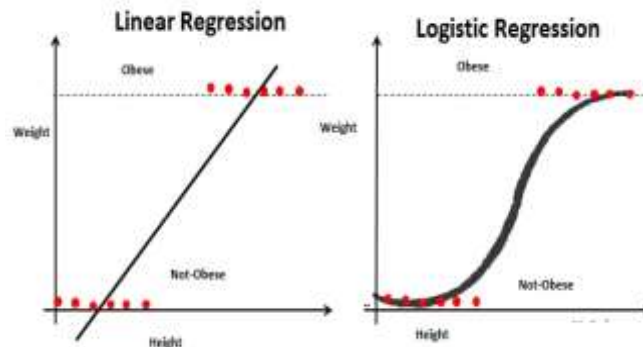 Linear Regression
Obese
Weight
Not-Obese
Height
Logistic Regression
Obese
Weight
Not-Obese
Height